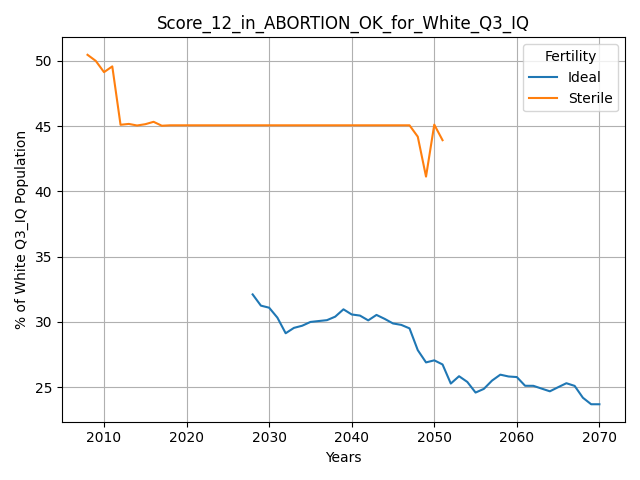 Score_12_in_ABORTION_OK_for_White_Q3_IQ
Fertility
Ideal
Sterile
% of White Q3_IQ Population
50
45
40
35
30
25
2010 2020 2030 2040 2050 2060 2070
Years